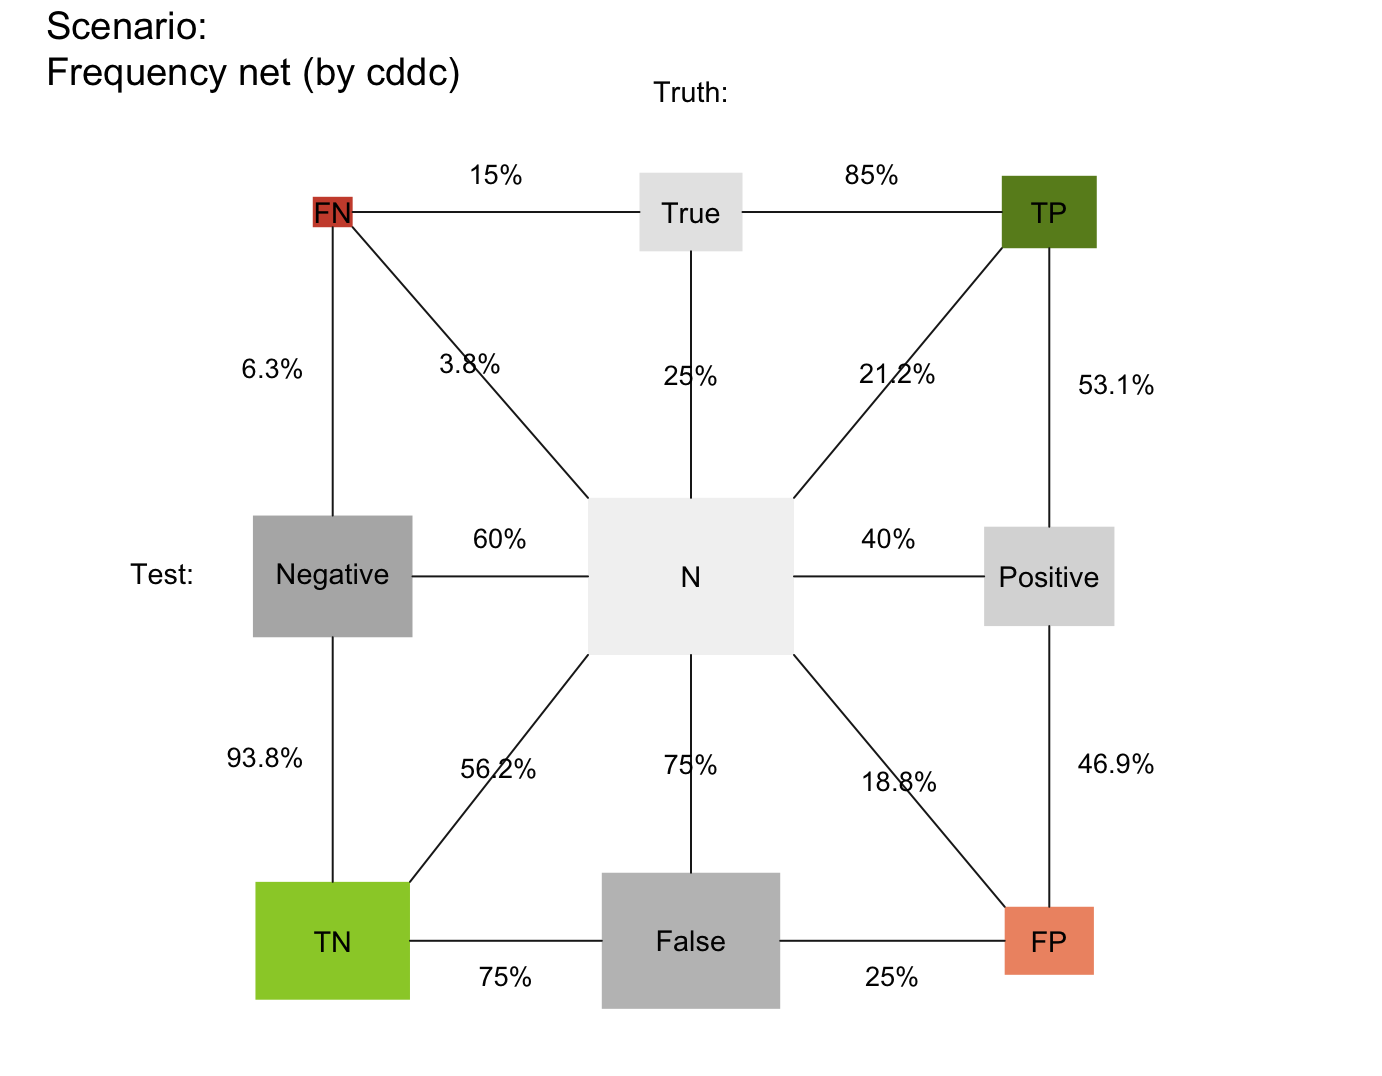 Scenario:
Frequency net (by cddc)
Truth:
15%
85%
FN
True
TP
3.8%
25%
21.2%
6.3%
53.1%
60%
40%
Test:
Negative
N
Positive
93.8%
56.2%
75%
18.8%
46.9%
TN
False
FP
75%
25%